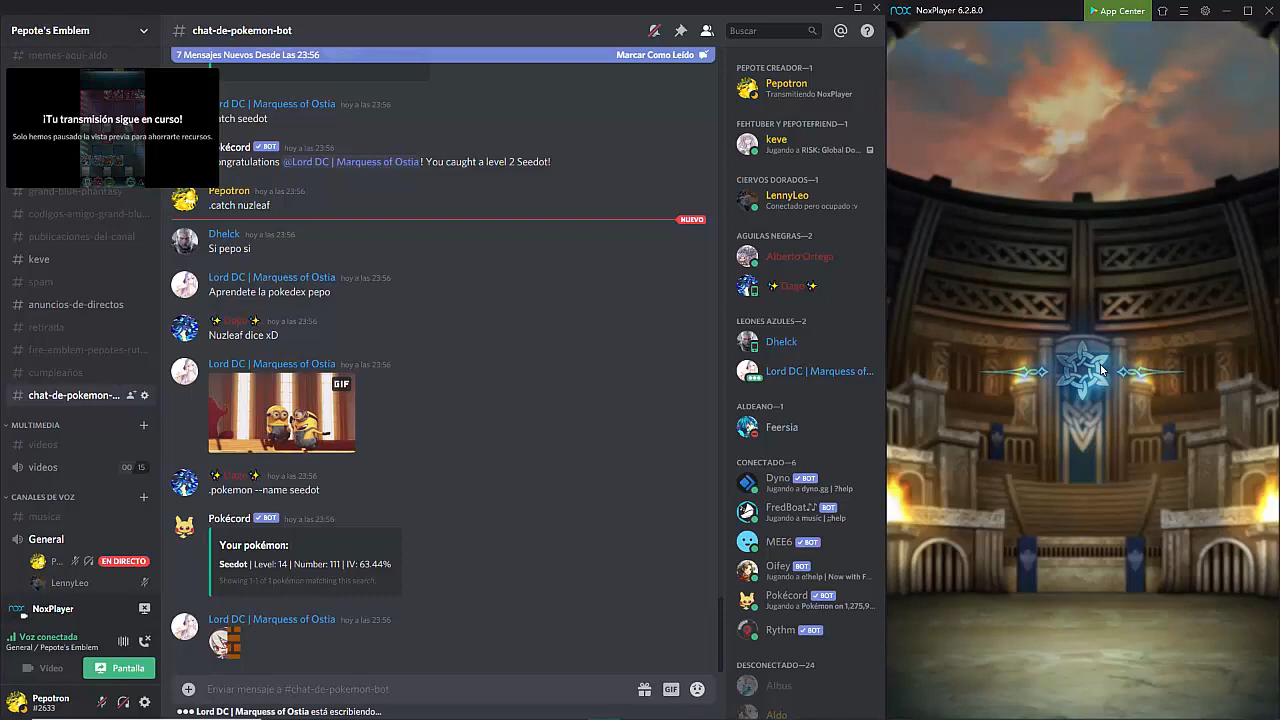 Pepote's Emblem
memes-aqui-aldo
¡Tu transmisión sigue en curso!
Solo hemos pausado la vista previa para ahorrarte recursos.
grand-blue-phantasy
codigos-amigo-grand-blu...
publicaciones-del-canal
keve
spam
anuncios-de-directos
retirada
fire-emblem-pepotes-rut...
cumpleaños
chat-de-pokemon-...
MULTIMEDIA
videos
videos
00 15
CANALES DE VOZ
musica
General
P... EN DIRECTO
LennyLeo
NoxPlayer
Voz conectada
General / Pepote's Emblem
Vídeo
Pantalla
Pepotron
#2633
chat-de-pokemon-bot
Buscar
7 Mensajes Nuevos Desde Las 23:56
Marcar Como Leído
rd DC | Marquess of Ostia hoy a las 23:56
atch seedot
kécord BOT hoy a las 23:56
ongratulations @Lord DC | Marquess of Ostia! You caught a level 2 Seedot!
Pepotron hoy a las 23:56
.catch nuzleaf
NUEVO
Dhelck hoy a las 23:56
Si pepo si
Lord DC | Marquess of Ostia hoy a las 23:56
Aprendete la pokedex pepo
Dago hoy a las 23:56
Nuzleaf dice xD
Lord DC | Marquess of Ostia hoy a las 23:56
GIF
Dago hoy a las 23:56
.pokemon --name seedot
Pokécord BOT hoy a las 23:56
Your pokémon:
Seedot | Level: 14 | Number: 111 | IV: 63.44%
Showing 1-1 of 1 pokémon matching this search.
Lord DC | Marquess of Ostia hoy a las 23:56
Enviar mensaje a #chat-de-pokemon-bot
GIF
Lord DC | Marquess of Ostia está escribiendo...
PEPOTE CREADOR—1
Pepotron
Transmitiendo NoxPlayer
FEHTUBER Y PEPOTEFRIEND—1
keve
Jugando a RISK: Global Do...
CIERVOS DORADOS—1
LennyLeo
Conectado pero ocupado :v
AGUILAS NEGRAS—2
Alberto Ortega
Dago
LEONES AZULES—2
Dhelck
Lord DC | Marquess of...
ALDEANO—1
Feersia
CONECTADO—6
Dyno BOT
Jugando a dyno.gg | ?help
FredBoat♪♪ BOT
Jugando a music | ;;help
MEE6 BOT
Oifey BOT
Jugando a e!help | Now with F...
Pokécord BOT
Jugando a Pokémon on 1,275,9...
Rythm BOT
DESCONECTADO—24
Albus
Aldo
nox
NoxPlayer 6.2.8.0
App Center